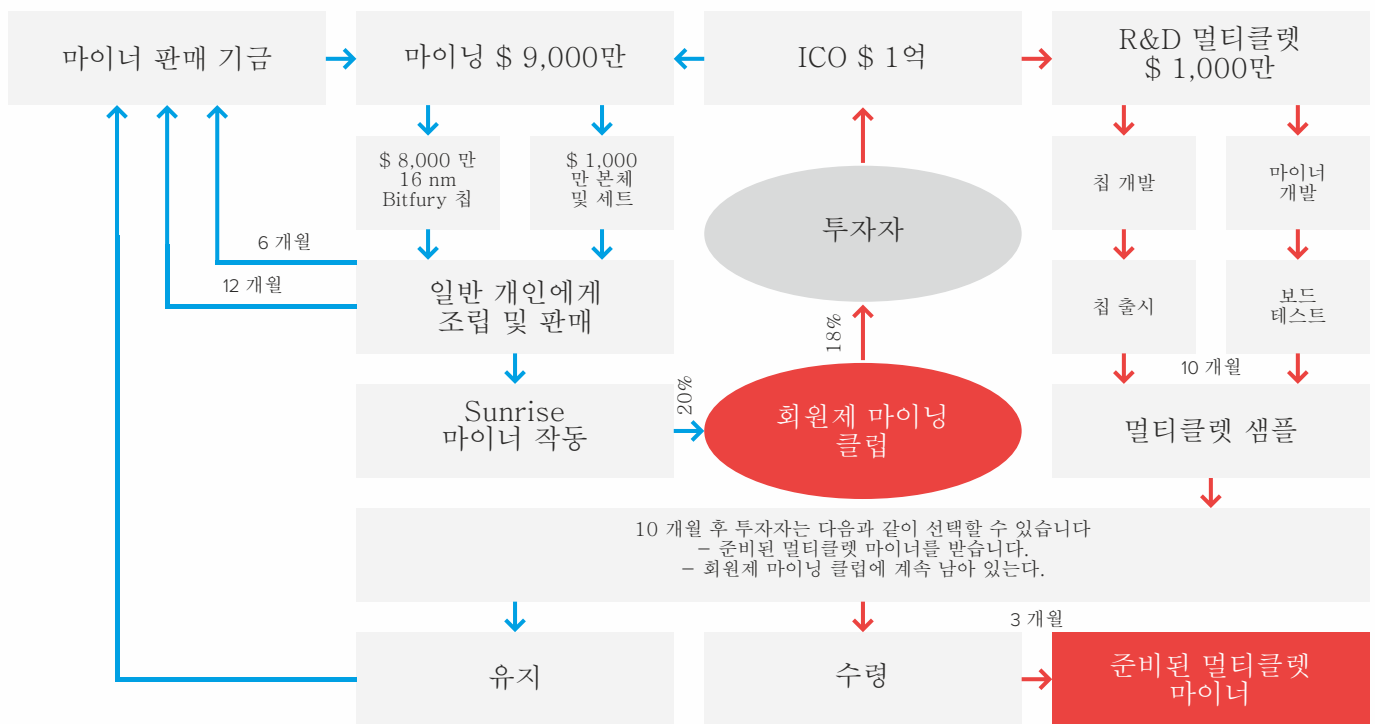 마이너 판매 기금
마이닝 $ 9,000만
ICO $ 1억
R&D 멀티클렛
$ 1,000만
$ 8,000 만
16 nm
Bitfury 칩
$ 1,000
만 본체
및 세트
칩 개발
마이너
개발
투자자
6 개월
12 개월
일반 개인에게
조립 및 판매
칩 출시
보드
테스트
18%
10 개월
Sunrise
마이너 작동
20%
회원제 마이닝
클럽
멀티클렛 샘플
10 개월 후 투자자는 다음과 같이 선택할 수 있습니다
– 준비된 멀티클렛 마이너를 받습니다.
– 회원제 마이닝 클럽에 계속 남아 있는다.
3 개월
유지
수령
준비된 멀티클렛
마이너